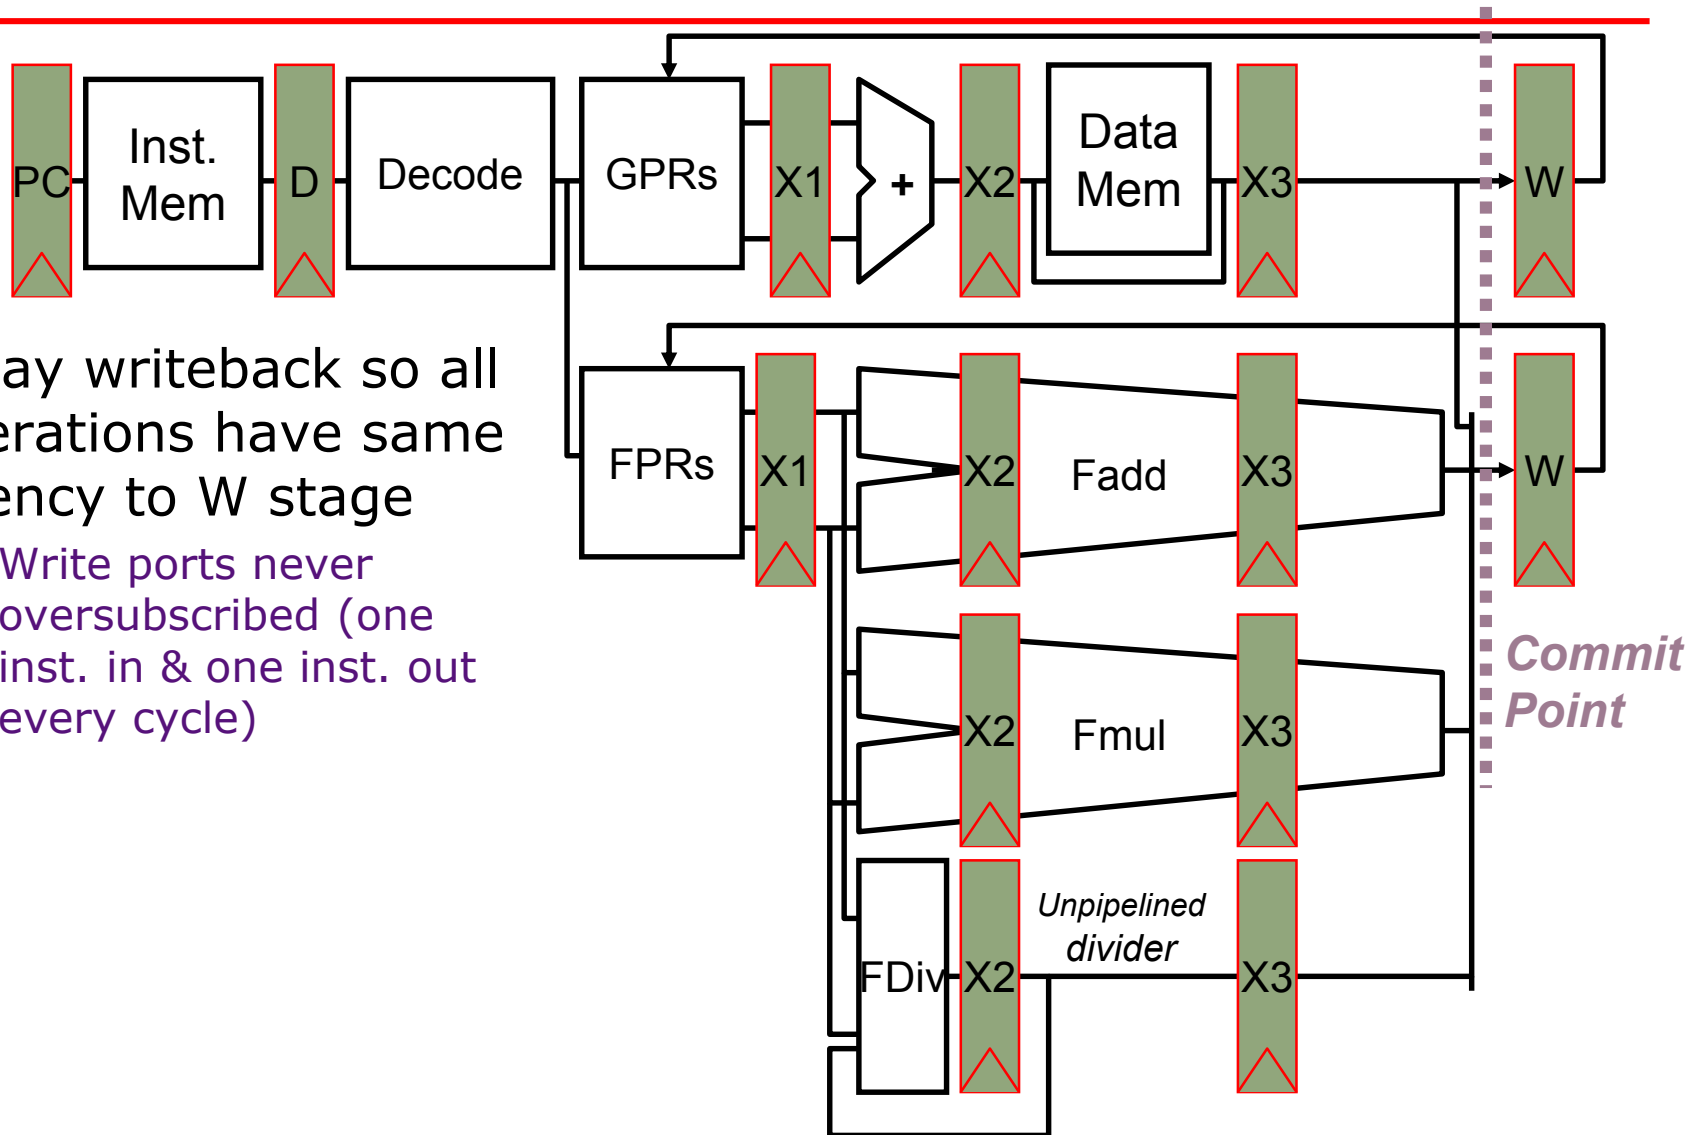 PC
Inst.
Mem
D
Decode
GPRs
X1
+
X2
Data
Mem
X3
W
ay writeback so all
erations have same
ency to W stage
Write ports never
oversubscribed (one
inst. in & one inst. out
every cycle)
FPRs
X1
X2
Fadd
X3
W
X2
Fmul
X3
Commit
Point
FDiv
X2
Unpipelined
divider
X3